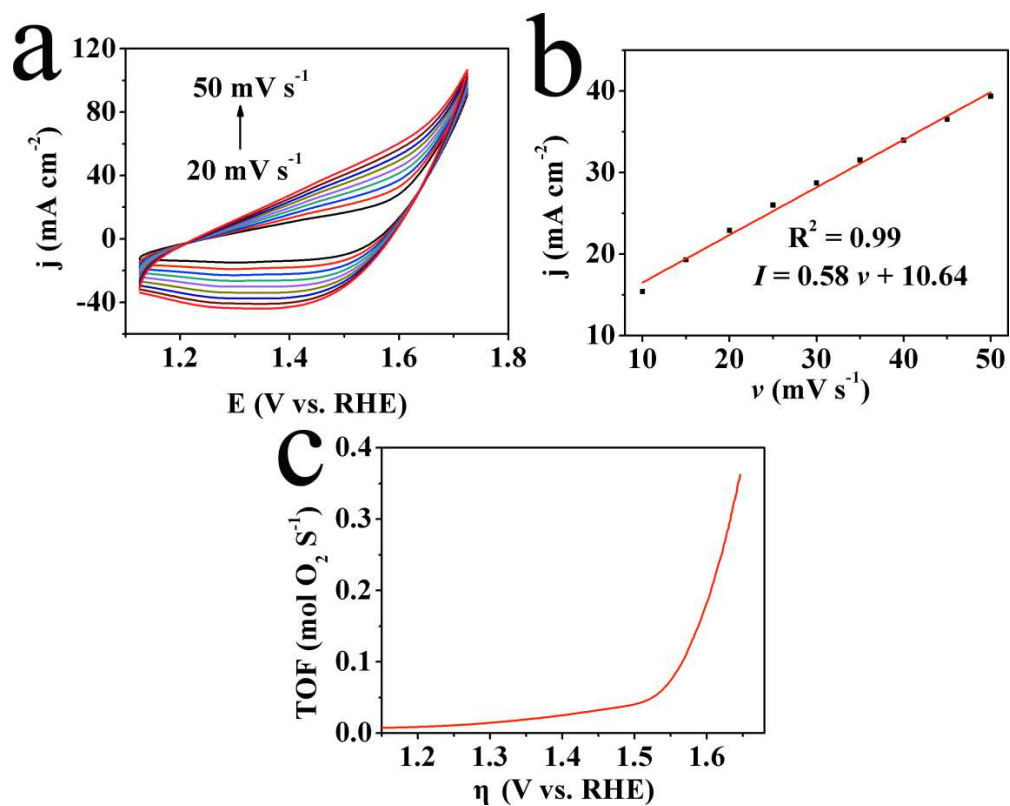 a
120
80
40
0
-40
50 mV s⁻¹
20 mV s⁻¹
j (mA cm⁻²)
1.2 1.4 1.6 1.8
E (V vs. RHE)
b
40
30
20
10
j (mA cm⁻²)
R² = 0.99
I = 0.58 v + 10.64
10 20 30 40 50
v (mV s⁻¹)
c
0.4
0.3
0.2
0.1
0.0
TOF (mol O₂ S⁻¹)
1.2 1.3 1.4 1.5 1.6
η (V vs. RHE)